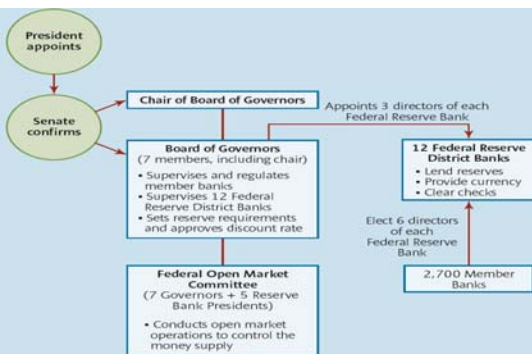 President
appoints
Senate
confirms
Chair of Board of Governors
Board of Governors
(7 members, including chair)
• Supervises and regulates
member banks
• Supervises 12 Federal
Reserve District Banks
• Sets reserve requirements
and approves discount rate
Federal Open Market
Committee
(7 Governors + 5 Reserve
Bank Presidents)
• Conducts open market
operations to control the
money supply
Appoints 3 directors of each
Federal Reserve Bank
12 Federal Reserve
District Banks
• Lend reserves
• Provide currency
• Clear checks
Elect 6 directors
of each
Federal Reserve
Bank
2,700 Member
Banks